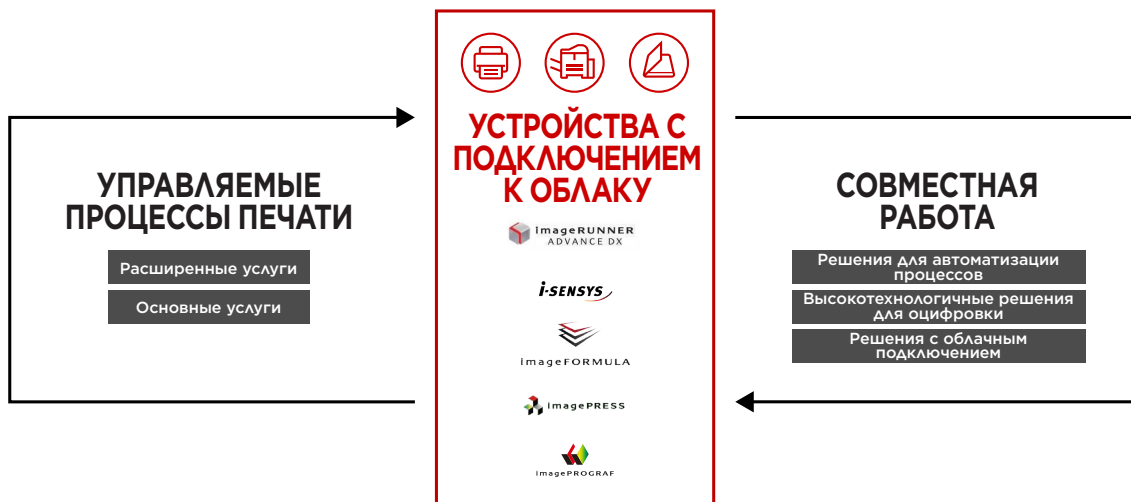 УПРАВЛЯЕМЫЕ
ПРОЦЕССЫ ПЕЧАТИ
Расширенные услуги
Основные услуги
УСТРОЙСТВА С
ПОДКЛЮЧЕНИЕМ
К ОБЛАКУ
imageRUNNER
ADVANCE DX
i-SENSYS
imageFORMULA
imagePRESS
imagePROGRAF
СОВМЕСТНАЯ
РАБОТА
Решения для автоматизации
процессов
Высокотехнологичные решения
для оцифровки
Решения с облачным
подключением